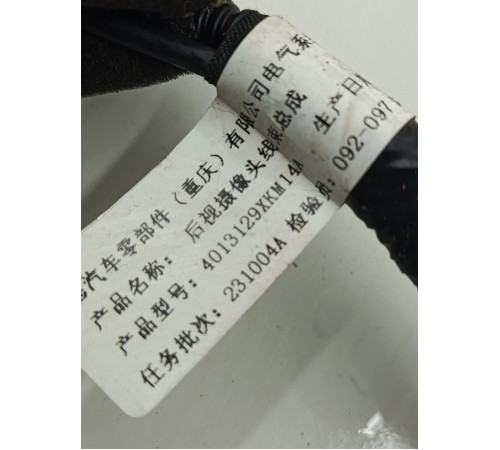 汽车零部件（重庆）有限公司电气系
产品名称：后视摄像头线束总成 生产日
产品型号：4013129XKM14A
任务批次：231004A 检验员：092-097